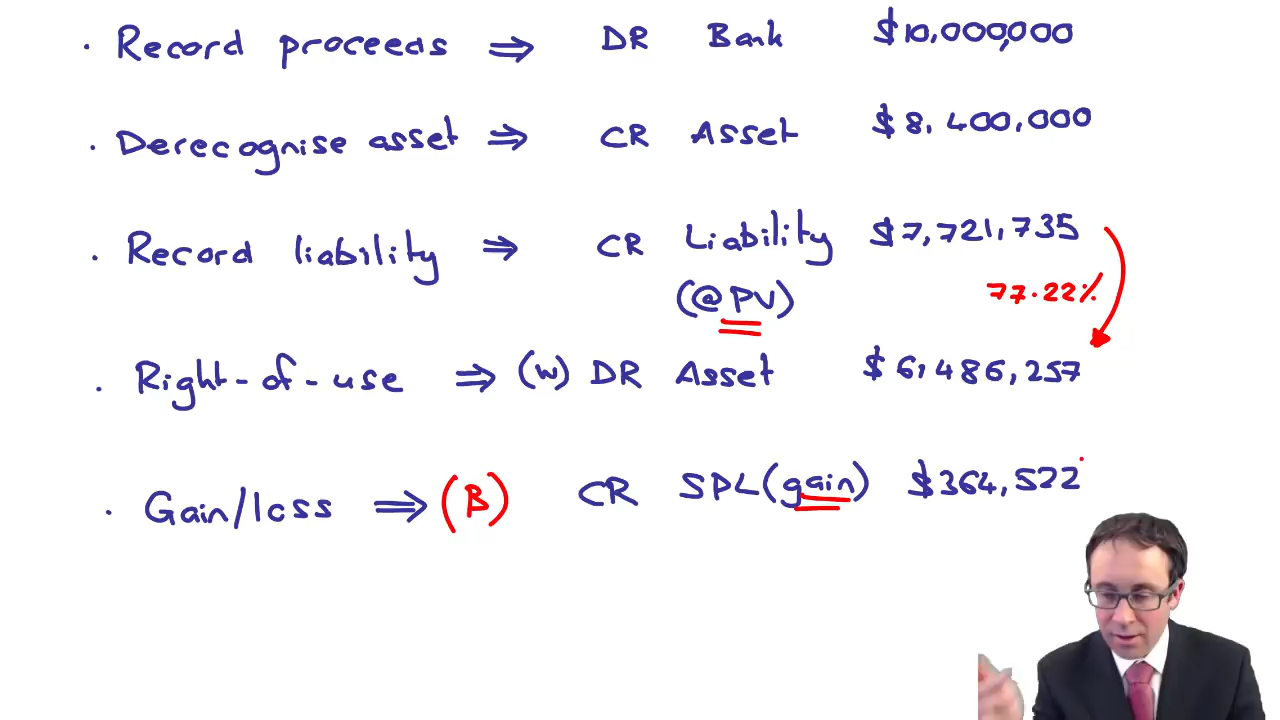 · Record proceeds ⇒ DR Bank $10,000,000
· Derecognise asset ⇒ CR Asset $8,400,000
· Record liability ⇒ CR Liability $7,721,735
(@ PV) 77.22%
· Right-of-use ⇒ (W) DR Asset $6,486,257
· Gain/loss ⇒ (B) CR SPL (gain) $364,522